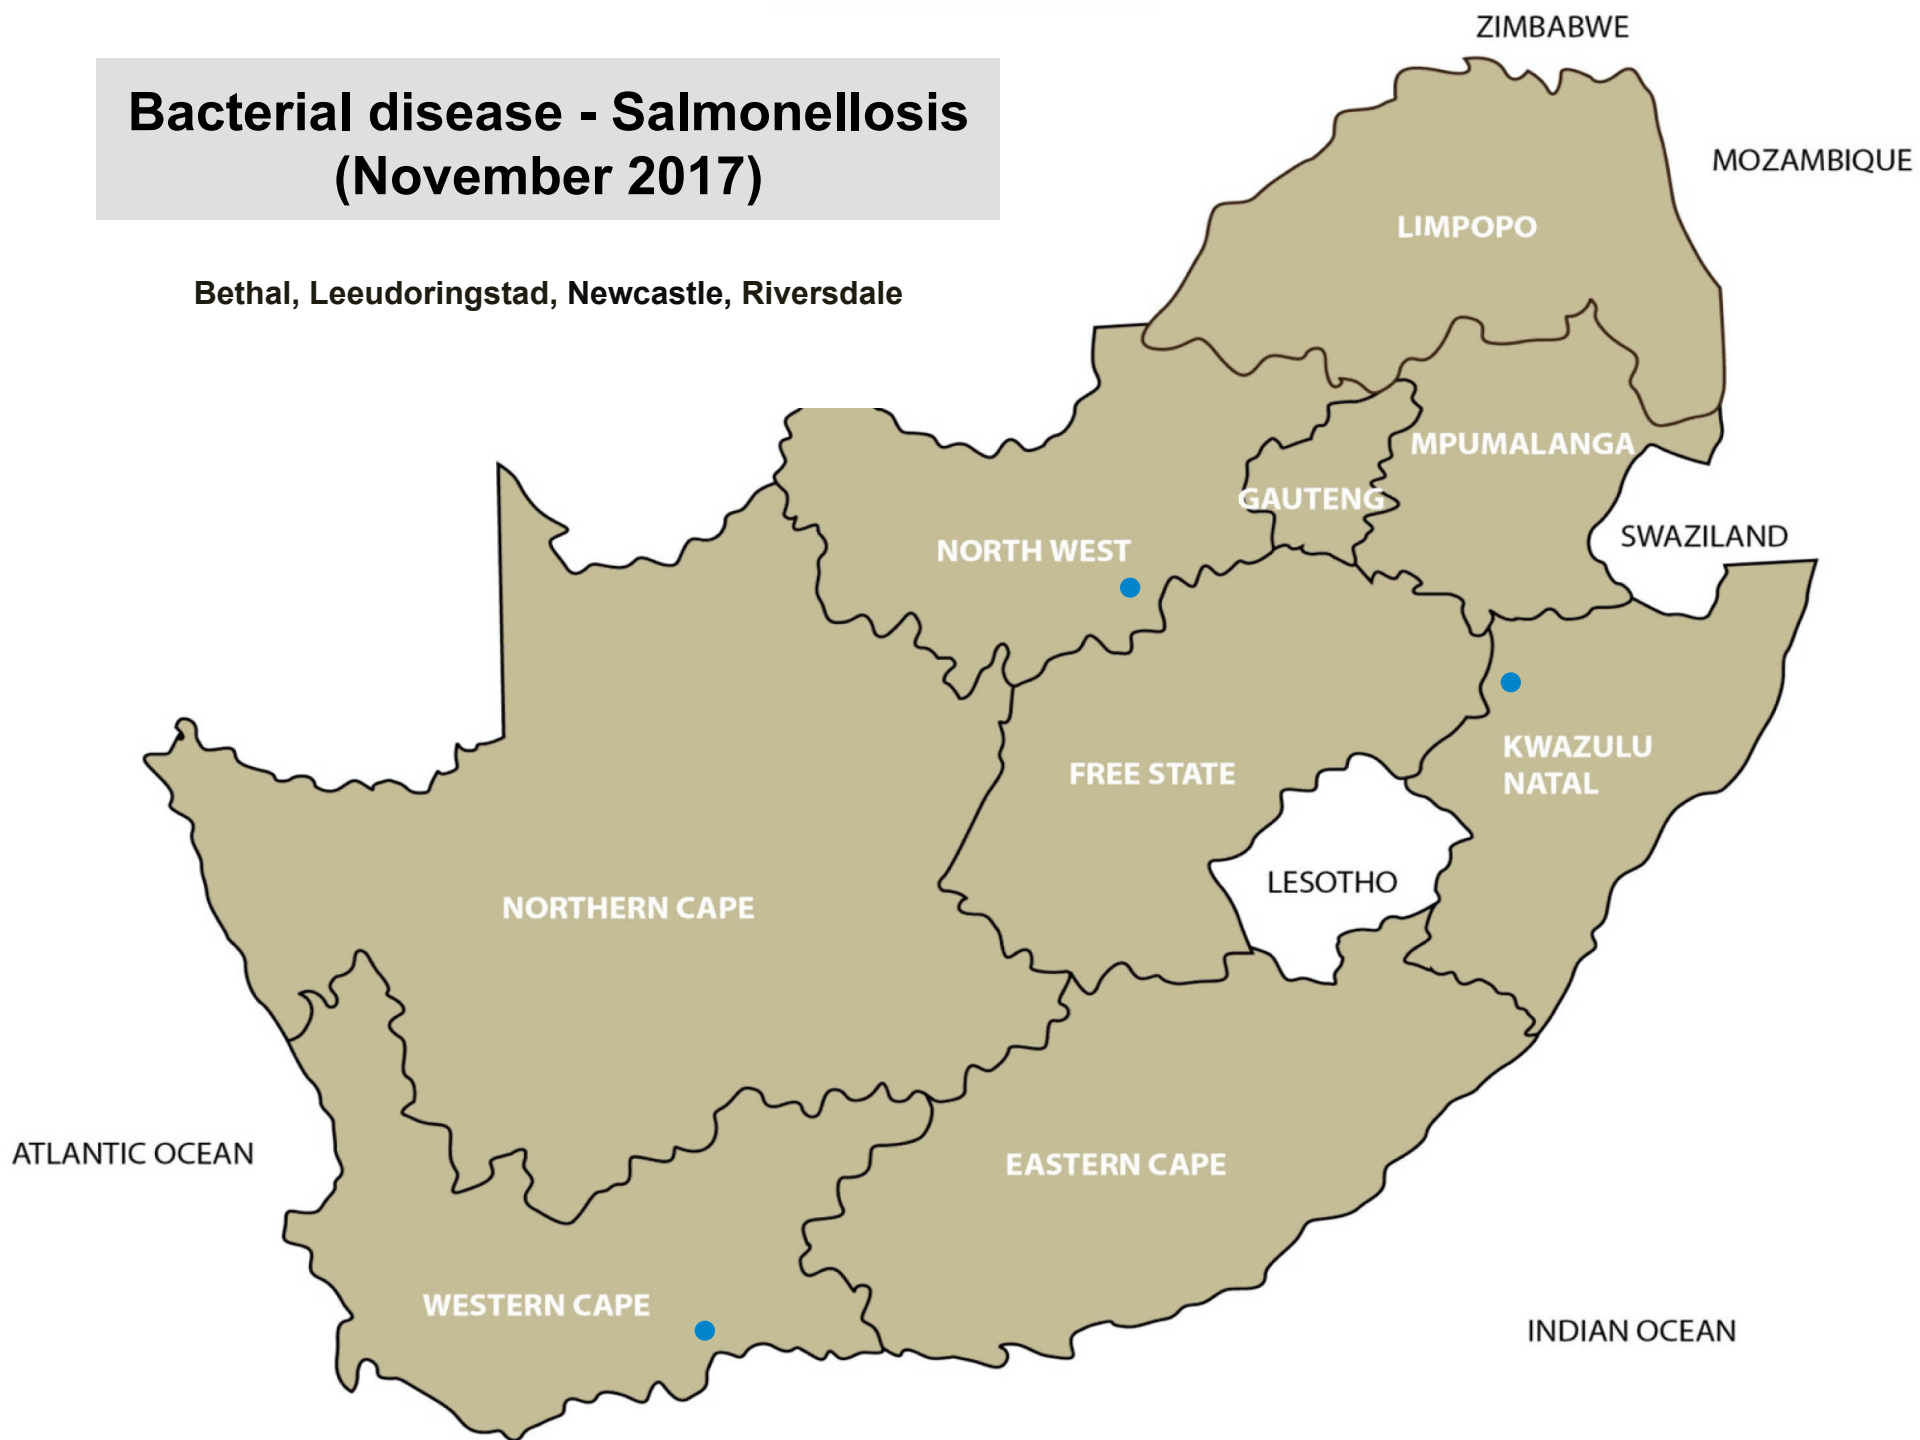 ZIMBABWE
Bacterial disease - Salmonellosis
(November 2017)
MOZAMBIQUE
LIMPOPO
Bethal, Leeudoringstad, Newcastle, Riversdale
MPUMALANGA
GAUTENG
SWAZILAND
NORTH WEST
KWAZULU
NATAL
FREE STATE
LESOTHO
NORTHERN CAPE
ATLANTIC OCEAN
EASTERN CAPE
WESTERN CAPE
INDIAN OCEAN